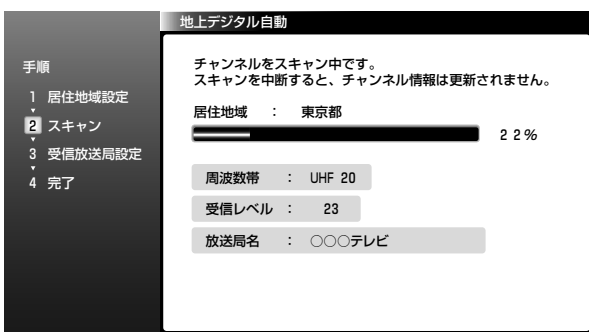 地上デジタル自動
手順
1 居住地域設定
2 スキャン
3 受信放送局設定
4 完了
チャンネルをスキャン中です。
スキャンを中断すると、チャンネル情報は更新されません。
居住地域 : 東京都
22%
周波数帯 : UHF 20
受信レベル : 23
放送局名 : ○○○テレビ